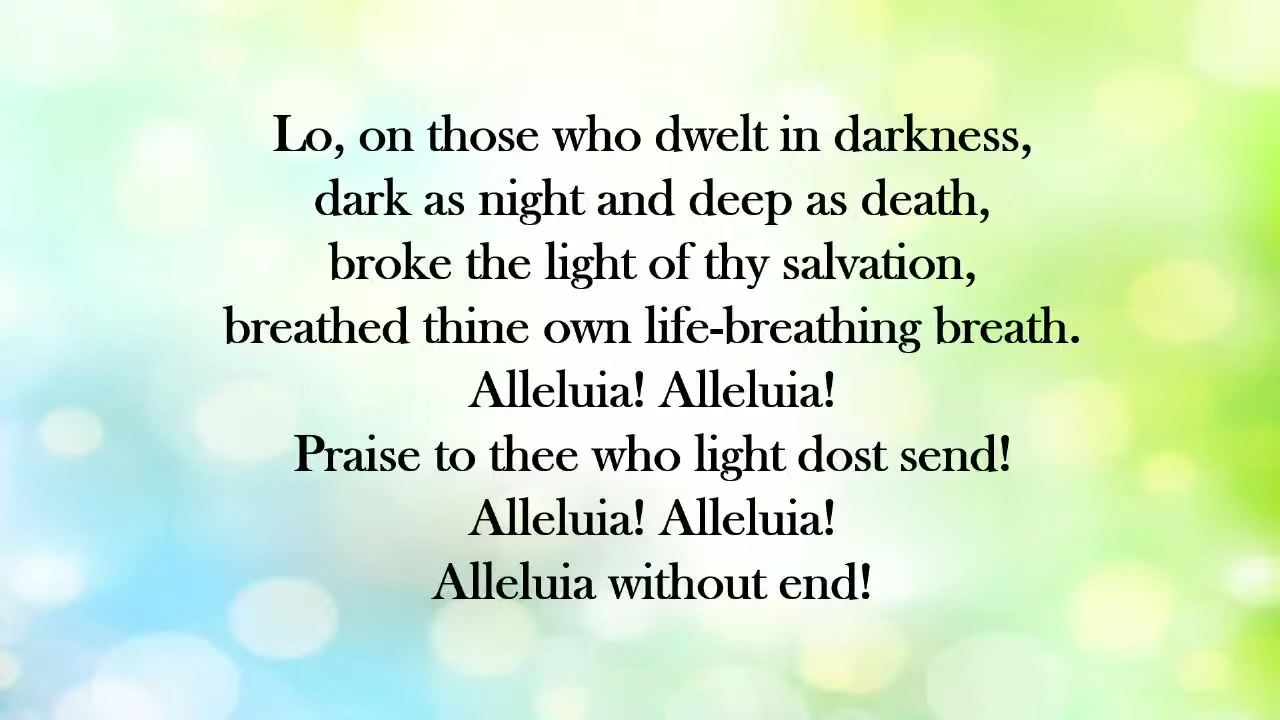 Lo, on those who dwelt in darkness,
dark as night and deep as death,
broke the light of thy salvation,
breathed thine own life-breathing breath.
Alleluia! Alleluia!
Praise to thee who light dost send!
Alleluia! Alleluia!
Alleluia without end!